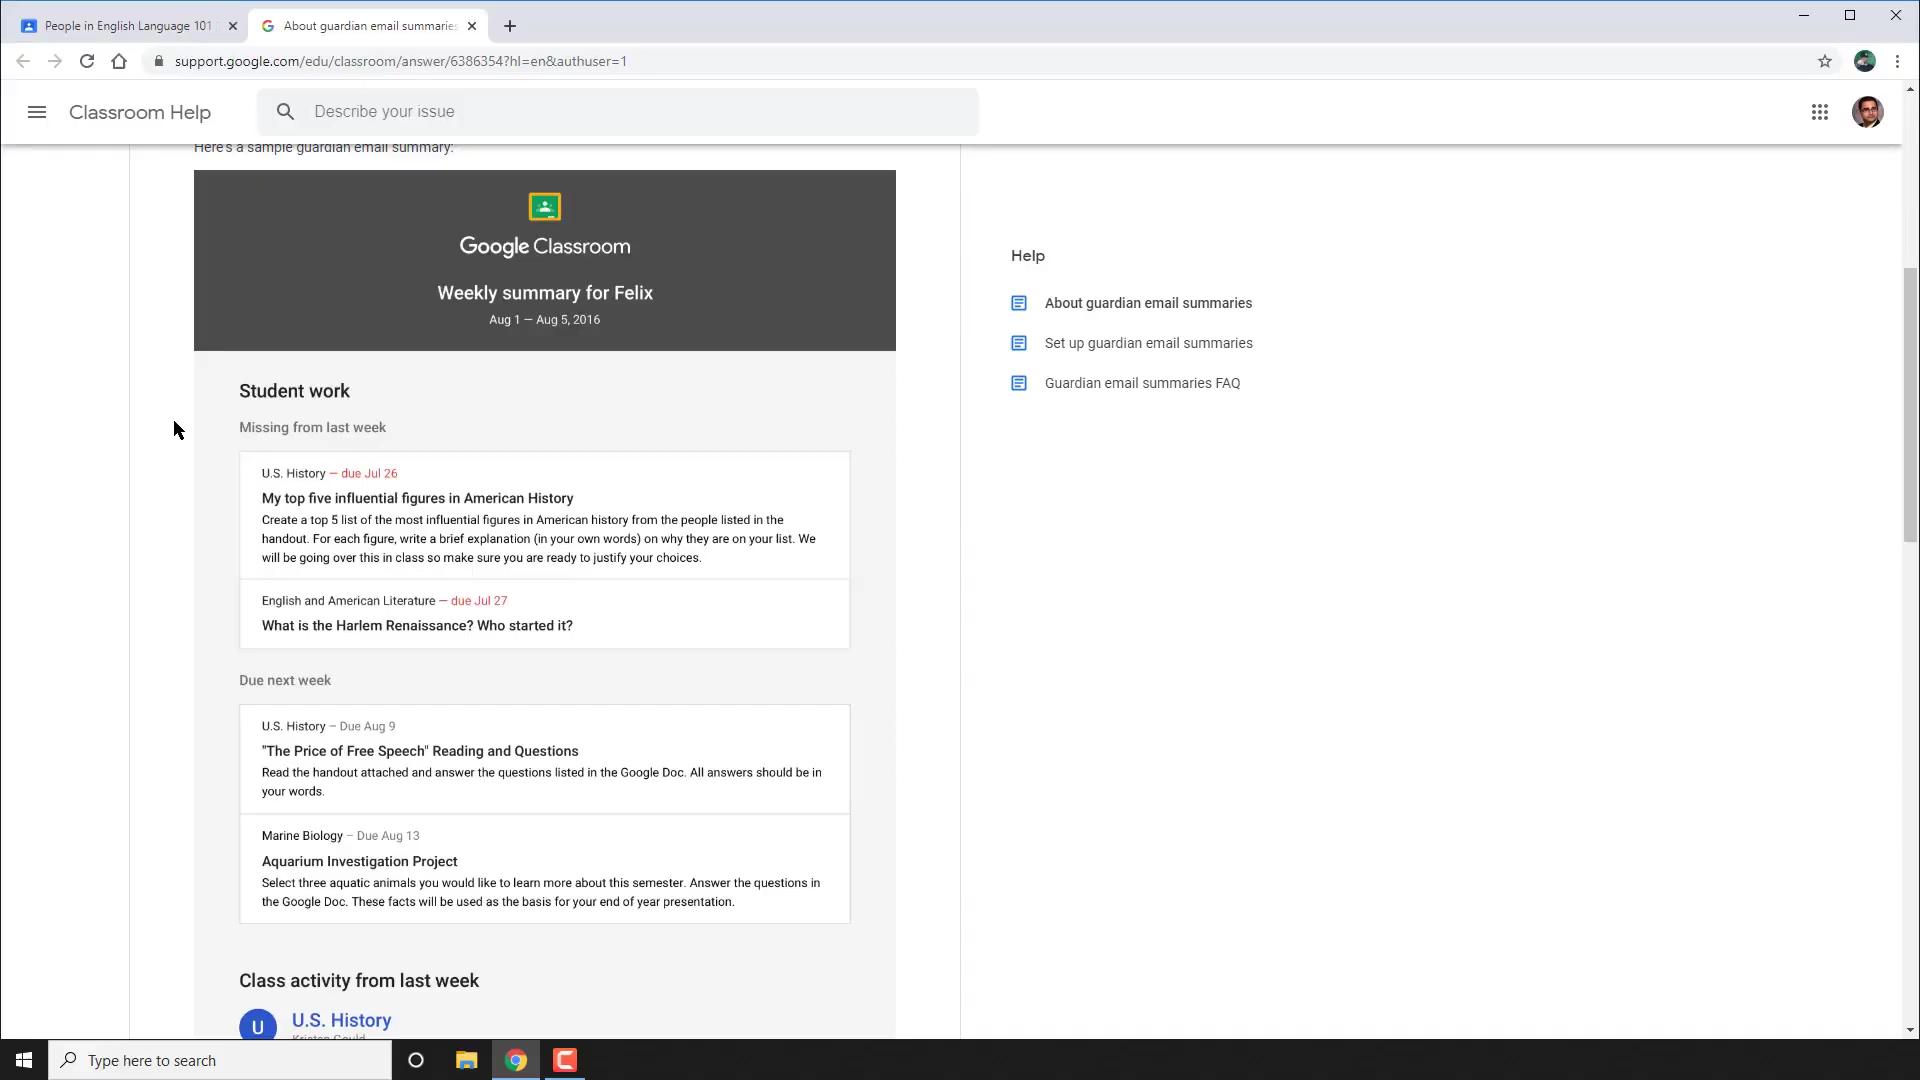 People in English Language 101
About guardian email summaries
support.google.com/edu/classroom/answer/6386354?hl=en&authuser=1
Classroom Help
Describe your issue
Here's a sample guardian email summary:
Google Classroom
Weekly summary for Felix
Aug 1 — Aug 5, 2016
Student work
Missing from last week
U.S. History — due Jul 26
My top five influential figures in American History
Create a top 5 list of the most influential figures in American history from the people listed in the
handout. For each figure, write a brief explanation (in your own words) on why they are on your list. We
will be going over this in class so make sure you are ready to justify your choices.
English and American Literature — due Jul 27
What is the Harlem Renaissance? Who started it?
Due next week
U.S. History – Due Aug 9
"The Price of Free Speech" Reading and Questions
Read the handout attached and answer the questions listed in the Google Doc. All answers should be in
your words.
Marine Biology – Due Aug 13
Aquarium Investigation Project
Select three aquatic animals you would like to learn more about this semester. Answer the questions in
the Google Doc. These facts will be used as the basis for your end of year presentation.
Class activity from last week
U
U.S. History
Kristen Gould
Help
About guardian email summaries
Set up guardian email summaries
Guardian email summaries FAQ
Type here to search